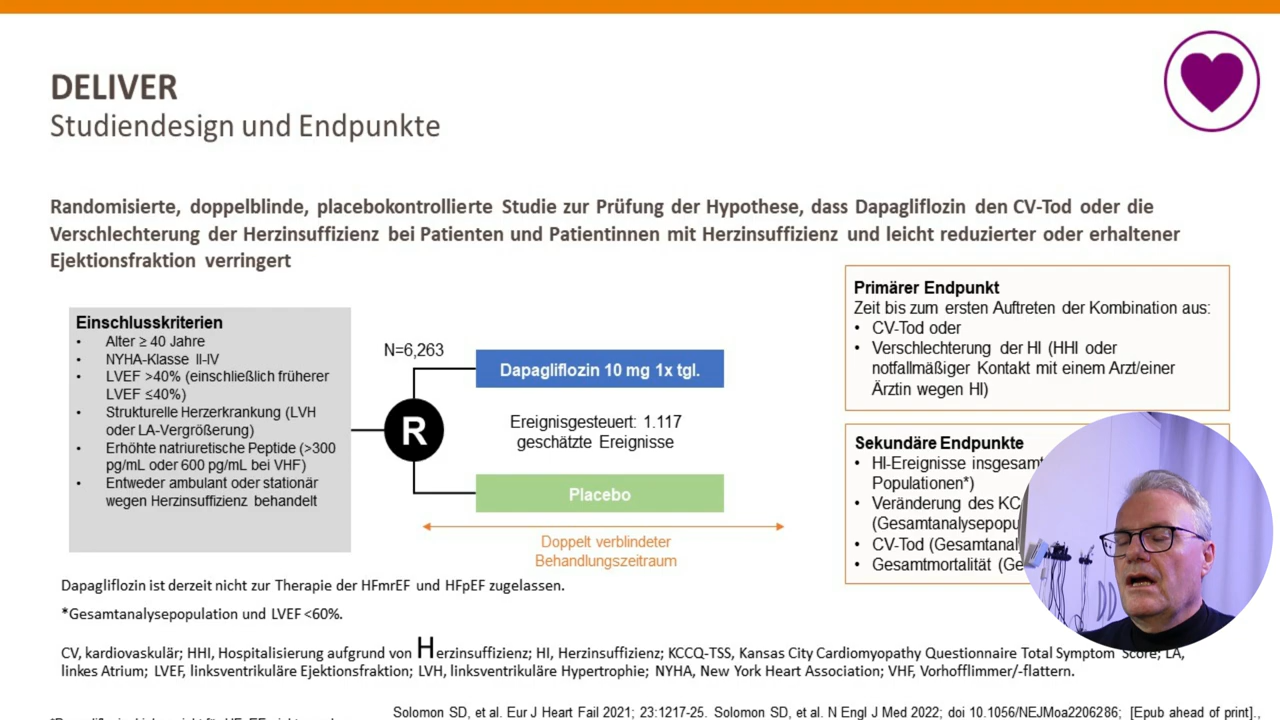 DELIVER
Studiendesign und Endpunkte
Randomisierte, doppelblinde, placebokontrollierte Studie zur Prüfung der Hypothese, dass Dapagliflozin den CV-Tod oder die
Verschlechterung der Herzinsuffizienz bei Patienten und Patientinnen mit Herzinsuffizienz und leicht reduzierter oder erhaltener
Ejektionsfraktion verringert
Einschlusskriterien
• Alter ≥ 40 Jahre
• NYHA-Klasse II-IV
• LVEF >40% (einschließlich früherer
LVEF ≤40%)
• Strukturelle Herzerkrankung (LVH
oder LA-Vergrößerung)
• Erhöhte natriuretische Peptide (>300
pg/mL oder 600 pg/mL bei VHF)
• Entweder ambulant oder stationär
wegen Herzinsuffizienz behandelt
N=6,263
R
Dapagliflozin 10 mg 1x tgl.
Ereignisgesteuert: 1.117
geschätzte Ereignisse
Placebo
Doppelt verblindeter
Behandlungszeitraum
Primärer Endpunkt
Zeit bis zum ersten Auftreten der Kombination aus:
• CV-Tod oder
• Verschlechterung der HI (HHI oder
notfallmäßiger Kontakt mit einem Arzt/einer
Ärztin wegen HI)
Sekundäre Endpunkte
• HI-Ereignisse insgesamt
Populationen*)
• Veränderung des KC
(Gesamtanalysepopu
• CV-Tod (Gesamtanal
• Gesamtmortalität (Ge
Dapagliflozin ist derzeit nicht zur Therapie der HFmrEF und HFpEF zugelassen.
*Gesamtanalysepopulation und LVEF <60%.
CV, kardiovaskulär; HHI, Hospitalisierung aufgrund von Herzinsuffizienz; HI, Herzinsuffizienz; KCCQ-TSS, Kansas City Cardiomyopathy Questionnaire Total Symptom Score; LA,
linkes Atrium; LVEF, linksventrikuläre Ejektionsfraktion; LVH, linksventrikuläre Hypertrophie; NYHA, New York Heart Association; VHF, Vorhofflimmer/-flattern.
Solomon SD, et al. Eur J Heart Fail 2021; 23:1217-25. Solomon SD, et al. N Engl J Med 2022; doi 10.1056/NEJMoa2206286; [Epub ahead of print].,